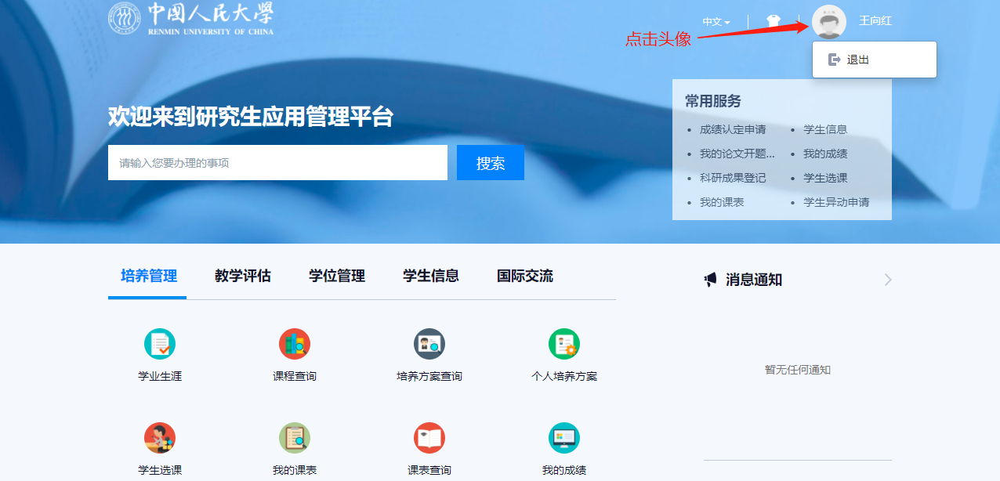 中國人民大學
RENMIN UNIVERSITY OF CHINA
中文
王向红
点击头像
退出
欢迎来到研究生应用管理平台
请输入您要办理的事项
搜索
常用服务
成绩认定申请
学生信息
我的论文开题...
我的成绩
科研成果登记
学生选课
我的课表
学生异动申请
培养管理
教学评估
学位管理
学生信息
国际交流
消息通知
学业生涯
课程查询
培养方案查询
个人培养方案
暂无任何通知
学生选课
我的课表
课表查询
我的成绩